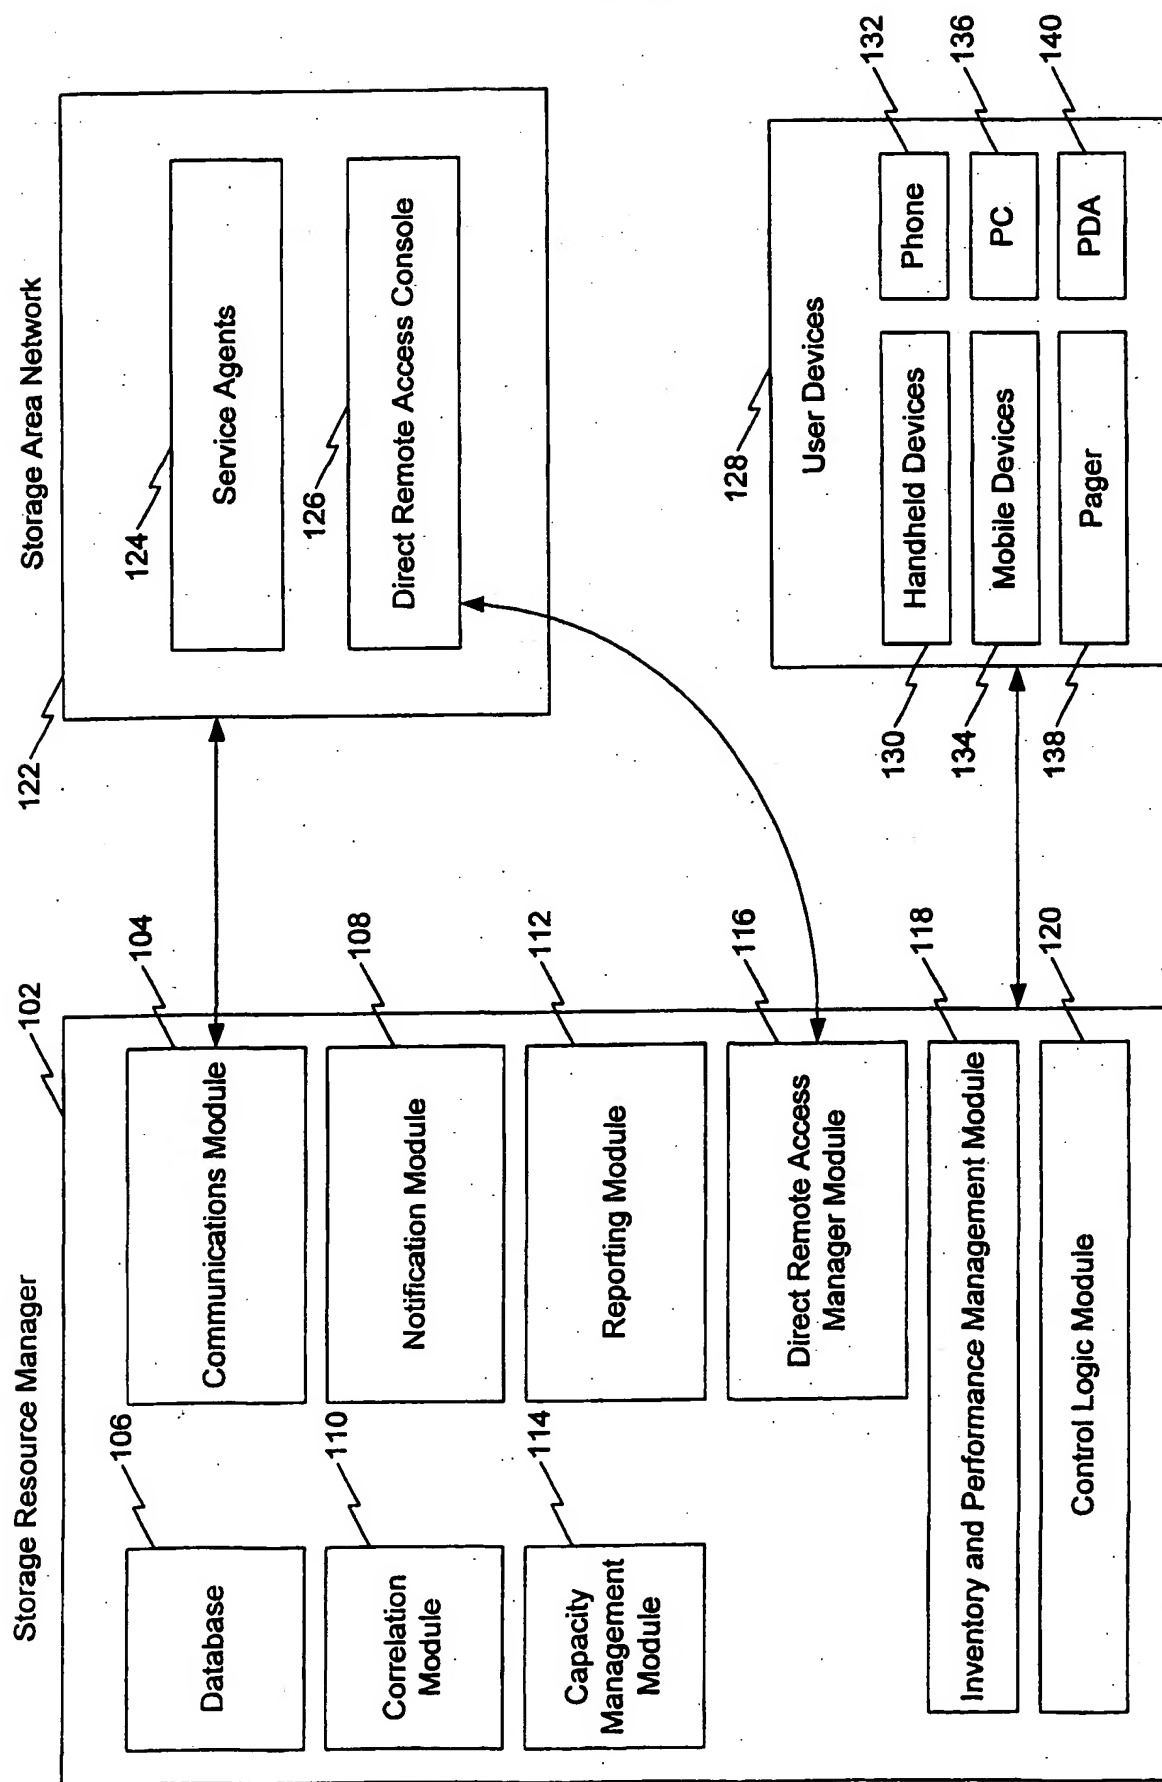 Storage Resource Manager
102
106
Database
104
Communications Module
110
Correlation
Module
108
Notification Module
114
Capacity
Management
Module
112
Reporting Module
116
Direct Remote Access
Manager Module
118
Inventory and Performance Management Module
120
Control Logic Module
Storage Area Network
122
124
Service Agents
126
Direct Remote Access Console
128
User Devices
130
Handheld Devices
132
Phone
134
Mobile Devices
136
PC
138
Pager
140
PDA